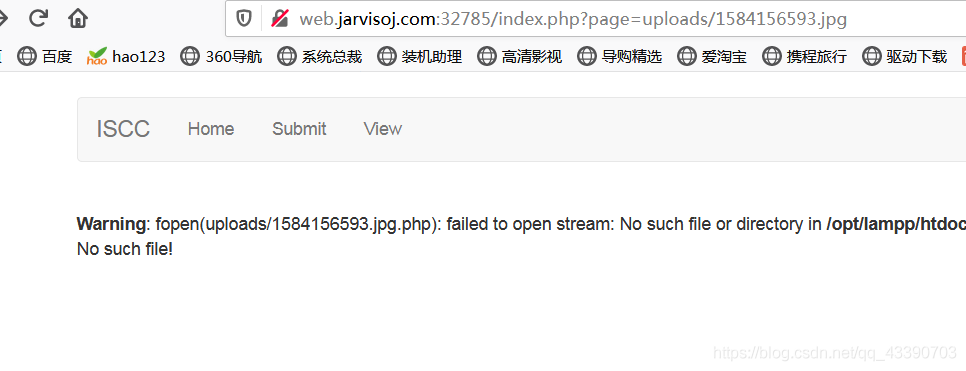 web.jarvisoj.com:32785/index.php?page=uploads/1584156593.jpg
百度 hao123 360导航 系统总裁 装机助理 高清影视 导购精选 爱淘宝 携程旅行 驱动下载
ISCC Home Submit View
Warning: fopen(uploads/1584156593.jpg.php): failed to open stream: No such file or directory in /opt/lampp/htdoc
No such file!
https://blog.csdn.net/qq_43390703